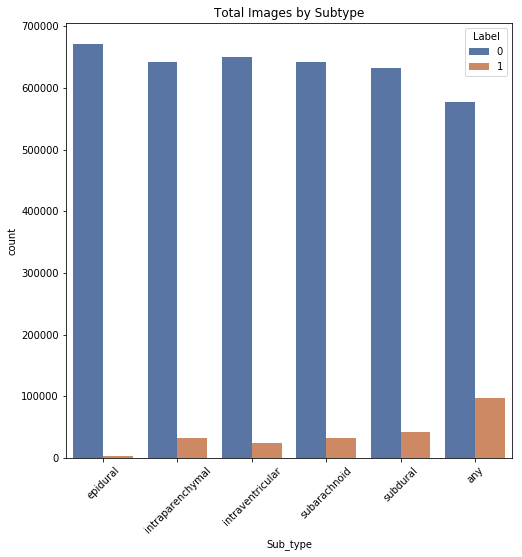 Total Images by Subtype
Label
0
1
700000
600000
500000
400000
300000
200000
100000
0
count
epidural
intraparenchymal
intraventricular
subarachnoid
subdural
any
Sub_type